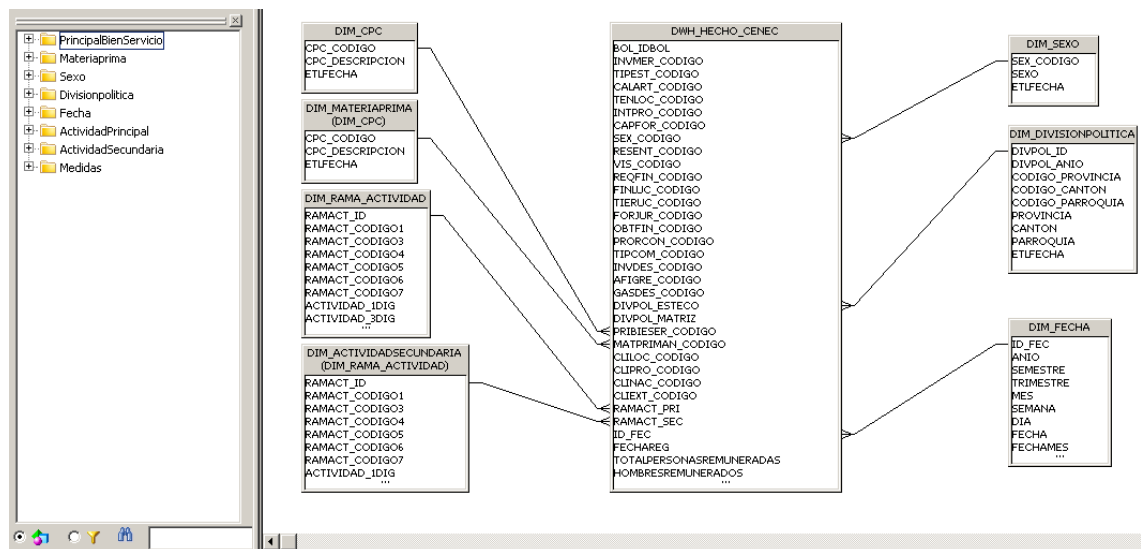 PrincipalBienServicio
Materiaprima
Sexo
Divisionpolitica
Fecha
ActividadPrincipal
ActividadSecundaria
Medidas
DIM_CPC
CPC_CODIGO
CPC_DESCRIPCION
ETLFECHA
DIM_MATERIAPRIMA
(DIM_CPC)
CPC_CODIGO
CPC_DESCRIPCION
ETLFECHA
DIM_RAMA_ACTIVIDAD
RAMACT_ID
RAMACT_CODIGO1
RAMACT_CODIGO3
RAMACT_CODIGO4
RAMACT_CODIGO5
RAMACT_CODIGO6
RAMACT_CODIGO7
ACTIVIDAD_1DIG
ACTIVIDAD_3DIG
...
DIM_ACTIVIDADSECUNDARIA
(DIM_RAMA_ACTIVIDAD)
RAMACT_ID
RAMACT_CODIGO1
RAMACT_CODIGO3
RAMACT_CODIGO4
RAMACT_CODIGO5
RAMACT_CODIGO6
RAMACT_CODIGO7
ACTIVIDAD_1DIG
...
DWH_HECHO_CENEC
BOL_IDBOL
INVMER_CODIGO
TIPEST_CODIGO
CALART_CODIGO
TENLOC_CODIGO
INTPRO_CODIGO
CAPFOR_CODIGO
SEX_CODIGO
RESENT_CODIGO
VIS_CODIGO
REQFIN_CODIGO
FINLUC_CODIGO
TIERUC_CODIGO
FORJUR_CODIGO
OBTFIN_CODIGO
PRORCON_CODIGO
TIPCOM_CODIGO
INVDES_CODIGO
AFIGRE_CODIGO
GASDES_CODIGO
DIVPOL_ESTECO
DIVPOL_MATRIZ
PRIBIESER_CODIGO
MATPRIMAN_CODIGO
CLILOC_CODIGO
CLIPRO_CODIGO
CLINAC_CODIGO
CLIEXT_CODIGO
RAMACT_PRI
RAMACT_SEC
ID_FEC
FECHAREG
TOTALPERSONASREMUNERADAS
HOMBRESREMUNERADOS
...
DIM_SEXO
SEX_CODIGO
SEXO
ETLFECHA
DIM_DIVISIONPOLITICA
DIVPOL_ID
DIVPOL_ANIO
CODIGO_PROVINCIA
CODIGO_CANTON
CODIGO_PARROQUIA
PROVINCIA
CANTON
PARROQUIA
ETLFECHA
DIM_FECHA
ID_FEC
ANIO
SEMESTRE
TRIMESTRE
MES
SEMANA
DIA
FECHA
FECHAMES
...